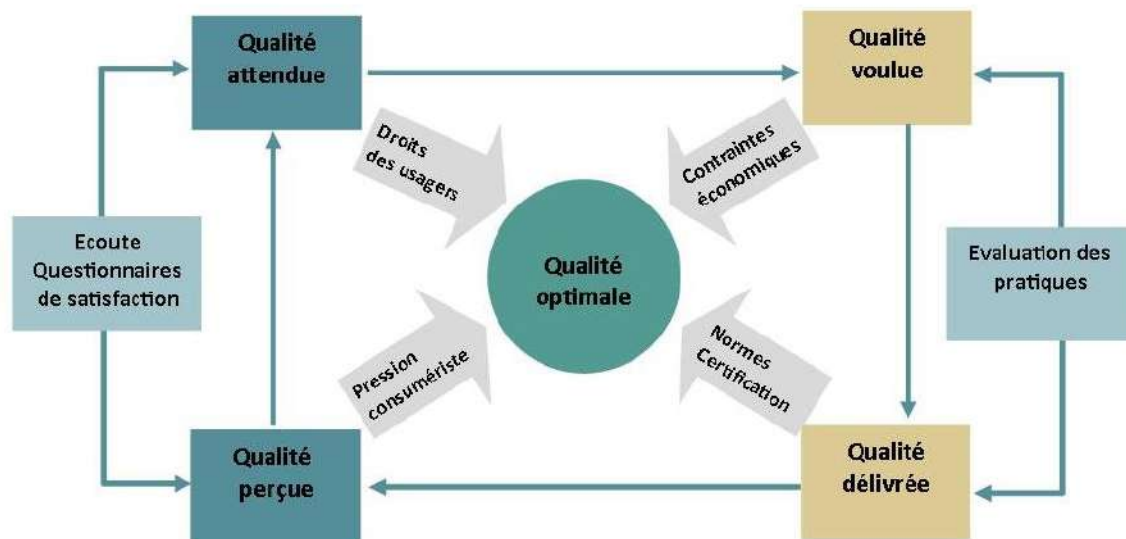 Qualité
attendue
Qualité
voulue
Droits
des usagers
Contraintes
économiques
Ecoute
Questionnaires
de satisfaction
Qualité
optimale
Evaluation des
pratiques
Pression
consumériste
Normes
Certification
Qualité
perçue
Qualité
délivrée